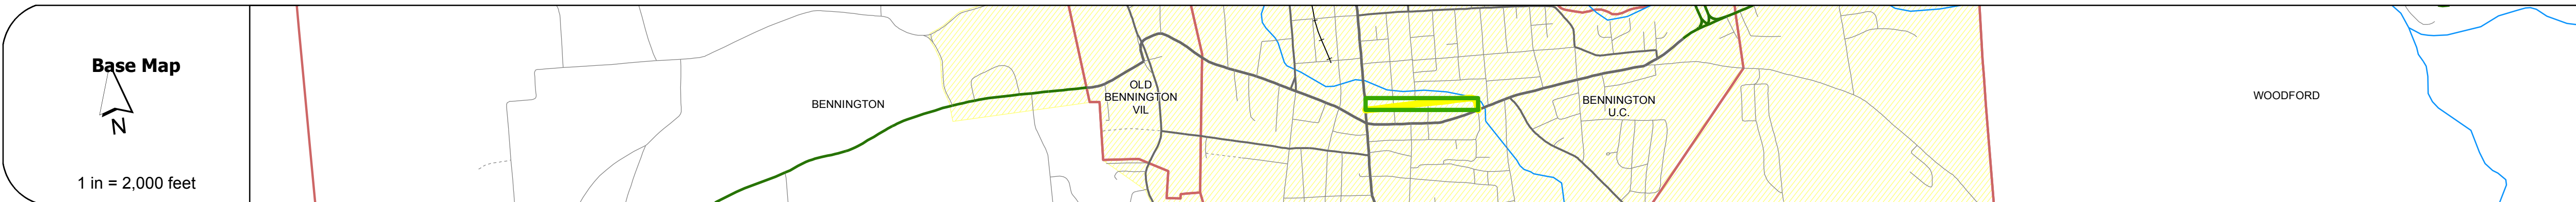 Base Map
N
1 in = 2,000 feet
BENNINGTON
OLD
BENNINGTON
VIL
BENNINGTON
U.C.
WOODFORD